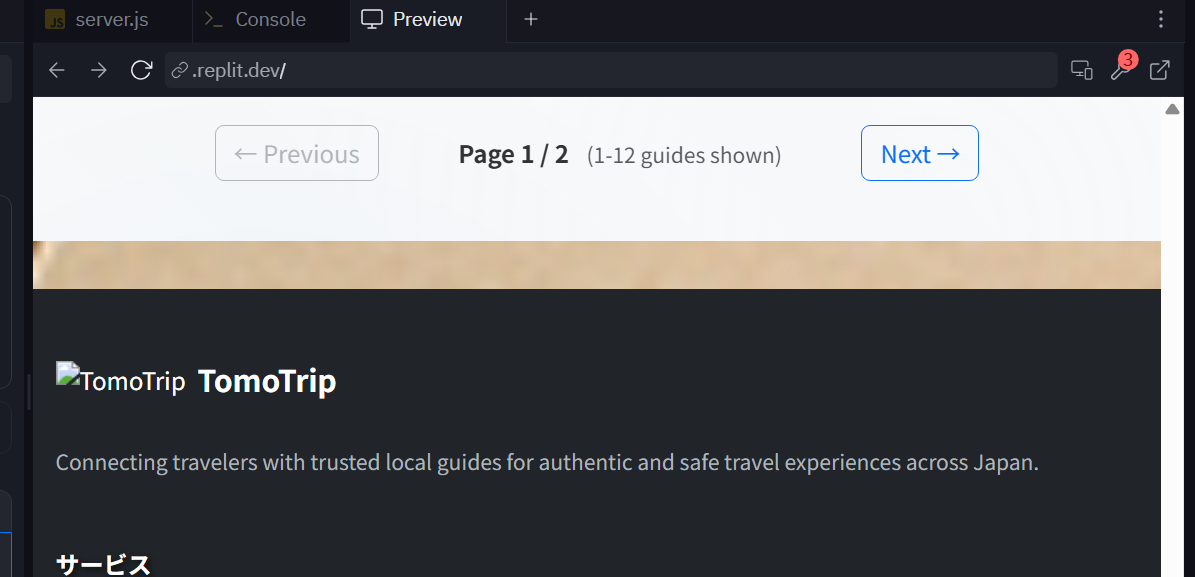 server.js
Console
Preview
.replit.dev/
3
← Previous
Page 1 / 2 (1-12 guides shown)
Next →
TomoTrip TomoTrip
Connecting travelers with trusted local guides for authentic and safe travel experiences across Japan.
サービス